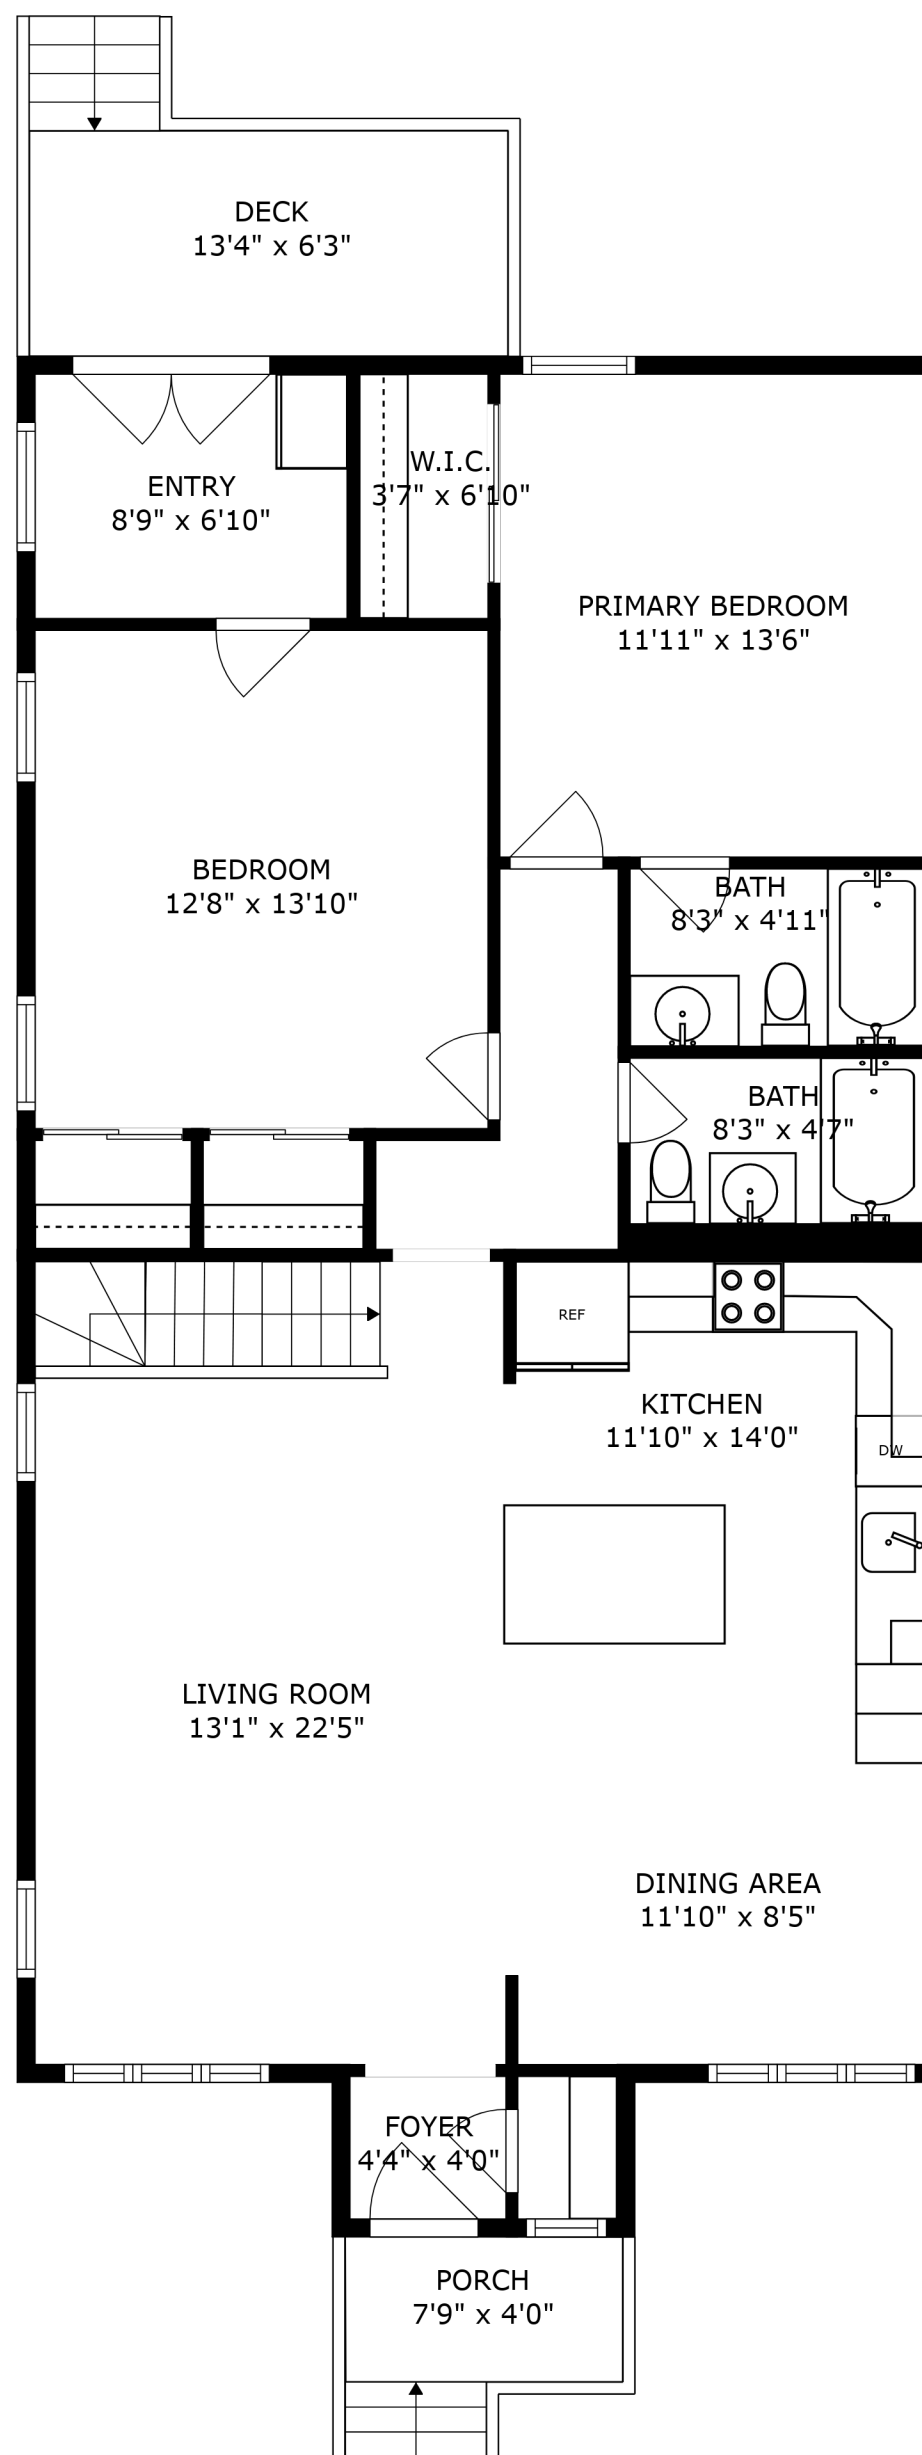 DECK
13'4" x 6'3"
W.I.C.
3'7" x 6'10"
ENTRY
8'9" x 6'10"
PRIMARY BEDROOM
11'11" x 13'6"
BEDROOM
12'8" x 13'10"
BATH
8'3" x 4'11"
BATH
8'3" x 4'7"
REF
KITCHEN
11'10" x 14'0"
DW
LIVING ROOM
13'1" x 22'5"
DINING AREA
11'10" x 8'5"
FOYER
4'4" x 4'0"
PORCH
7'9" x 4'0"